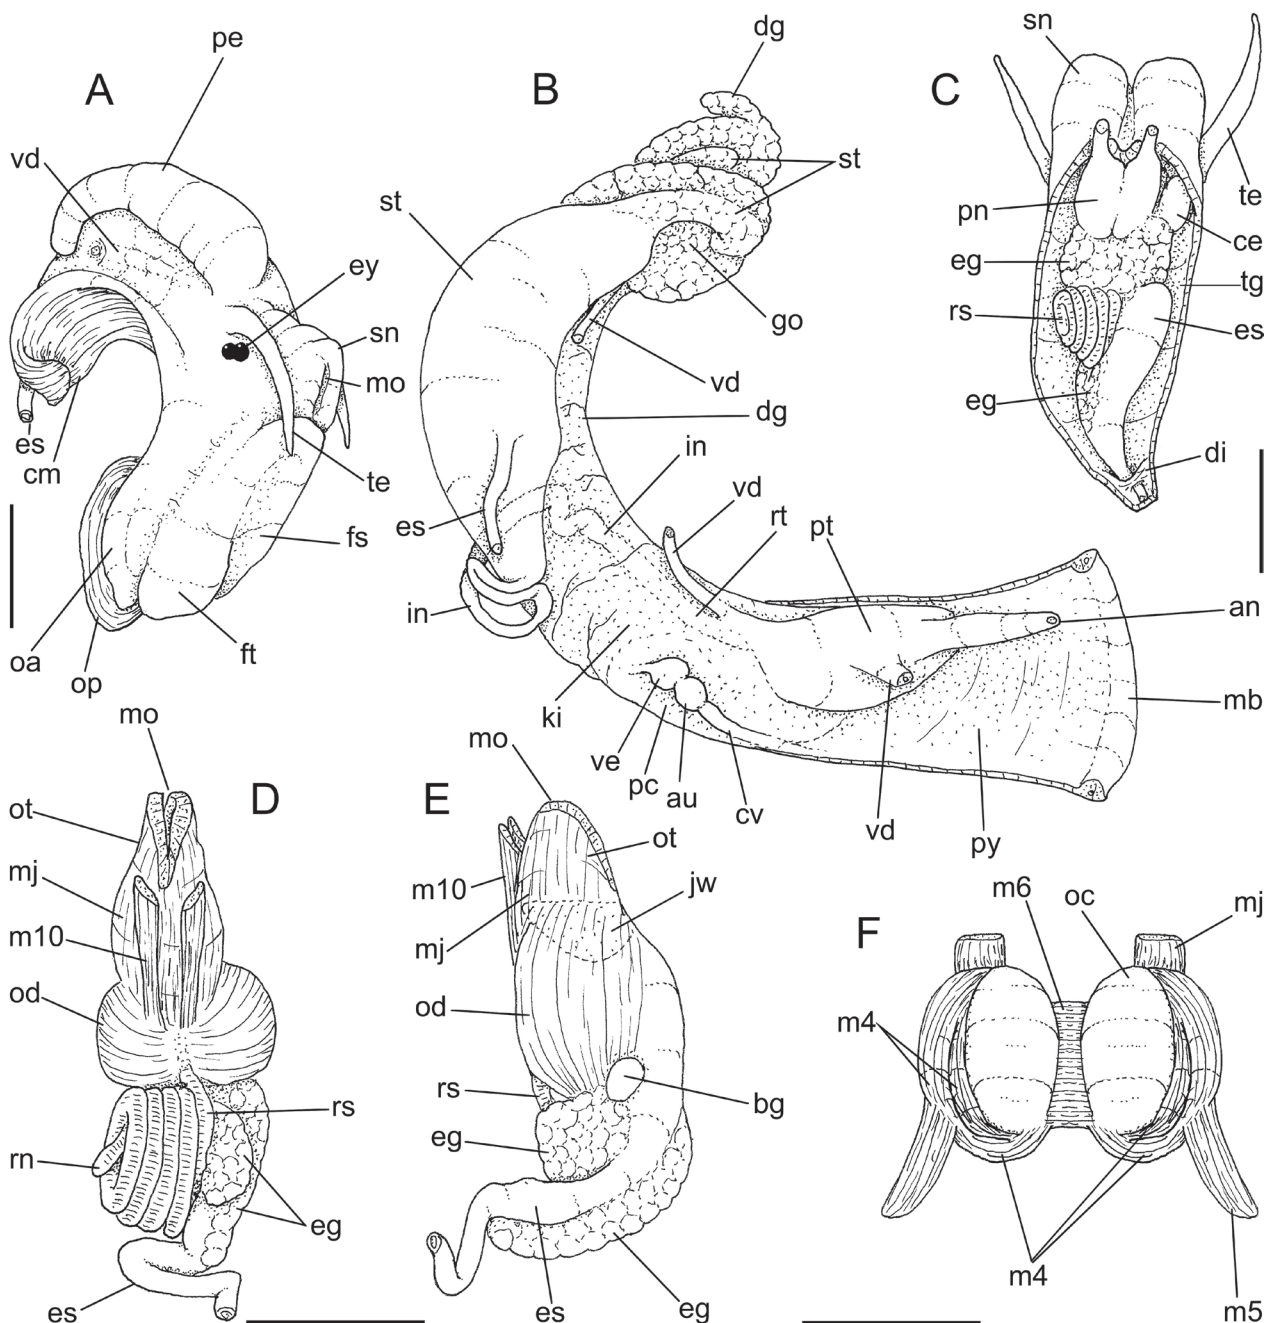 A
pe
vd
ey
sn
mo
es
cm
te
fs
oa
op
ft
B
dg
st
st
go
vd
dg
in
es
vd
rt
pt
in
an
ki
mb
ve
pc
au
cv
vd
py
C
sn
te
pn
ce
eg
tg
rs
es
eg
di
D
mo
ot
mj
m10
od
rs
rn
eg
es
E
mo
ot
m10
jw
mj
od
rs
bg
eg
es
eg
F
m6
oc
mj
m4
m4
m5